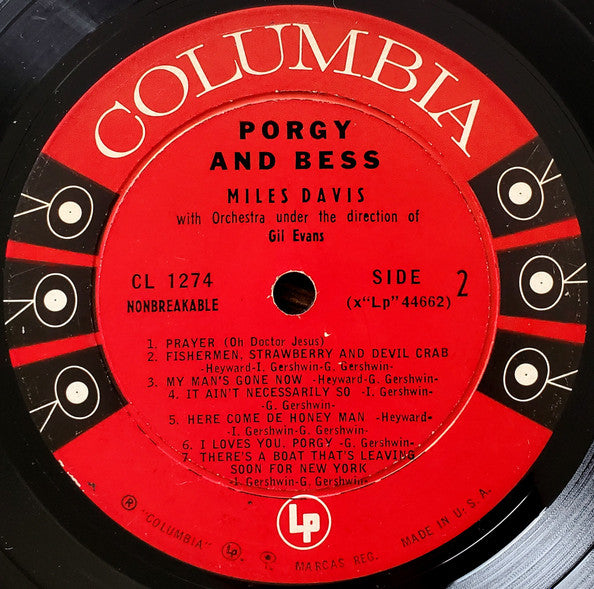 COLUMBIA
PORGY
AND BESS
MILES DAVIS
with Orchestra under the direction of
Gil Evans
CL 1274
NONBREAKABLE
SIDE 2
(x"Lp" 44662)
1. PRAYER (Oh Doctor Jesus)
2. FISHERMEN, STRAWBERRY AND DEVIL CRAB
-Heyward-I. Gershwin-G. Gershwin-
3. MY MAN'S GONE NOW -Heyward-G. Gershwin-
4. IT AIN'T NECESSARILY SO -I. Gershwin-
-G. Gershwin-
5. HERE COME DE HONEY MAN -Heyward-
-I. Gershwin-G. Gershwin-
6. I LOVES YOU, PORGY -G. Gershwin-
7. THERE'S A BOAT THAT'S LEAVING
SOON FOR NEW YORK
-I. Gershwin-G. Gershwin-
Lp
® "COLUMBIA" Lp MARCAS REG. MADE IN U.S.A.